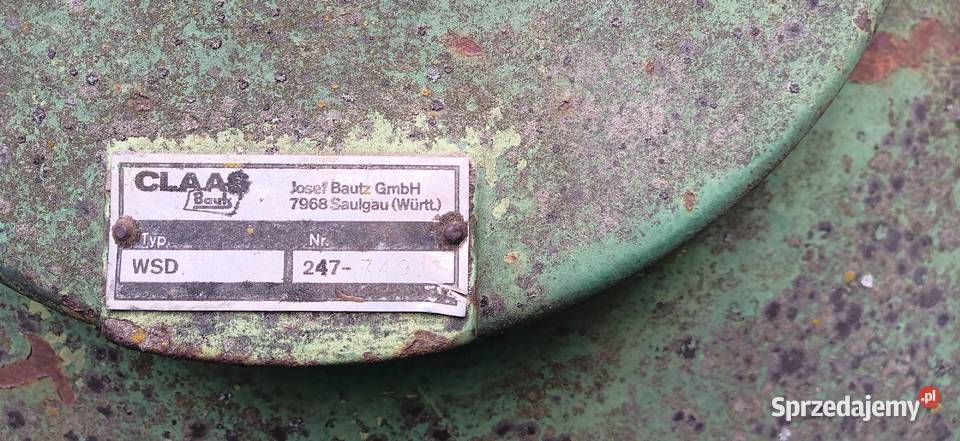 CLAAS
Bautz
Josef Bautz GmbH
7968 Saulgau (Württ.)
Typ.
Nr.
WSD
247-
Sprzedajemy.pl